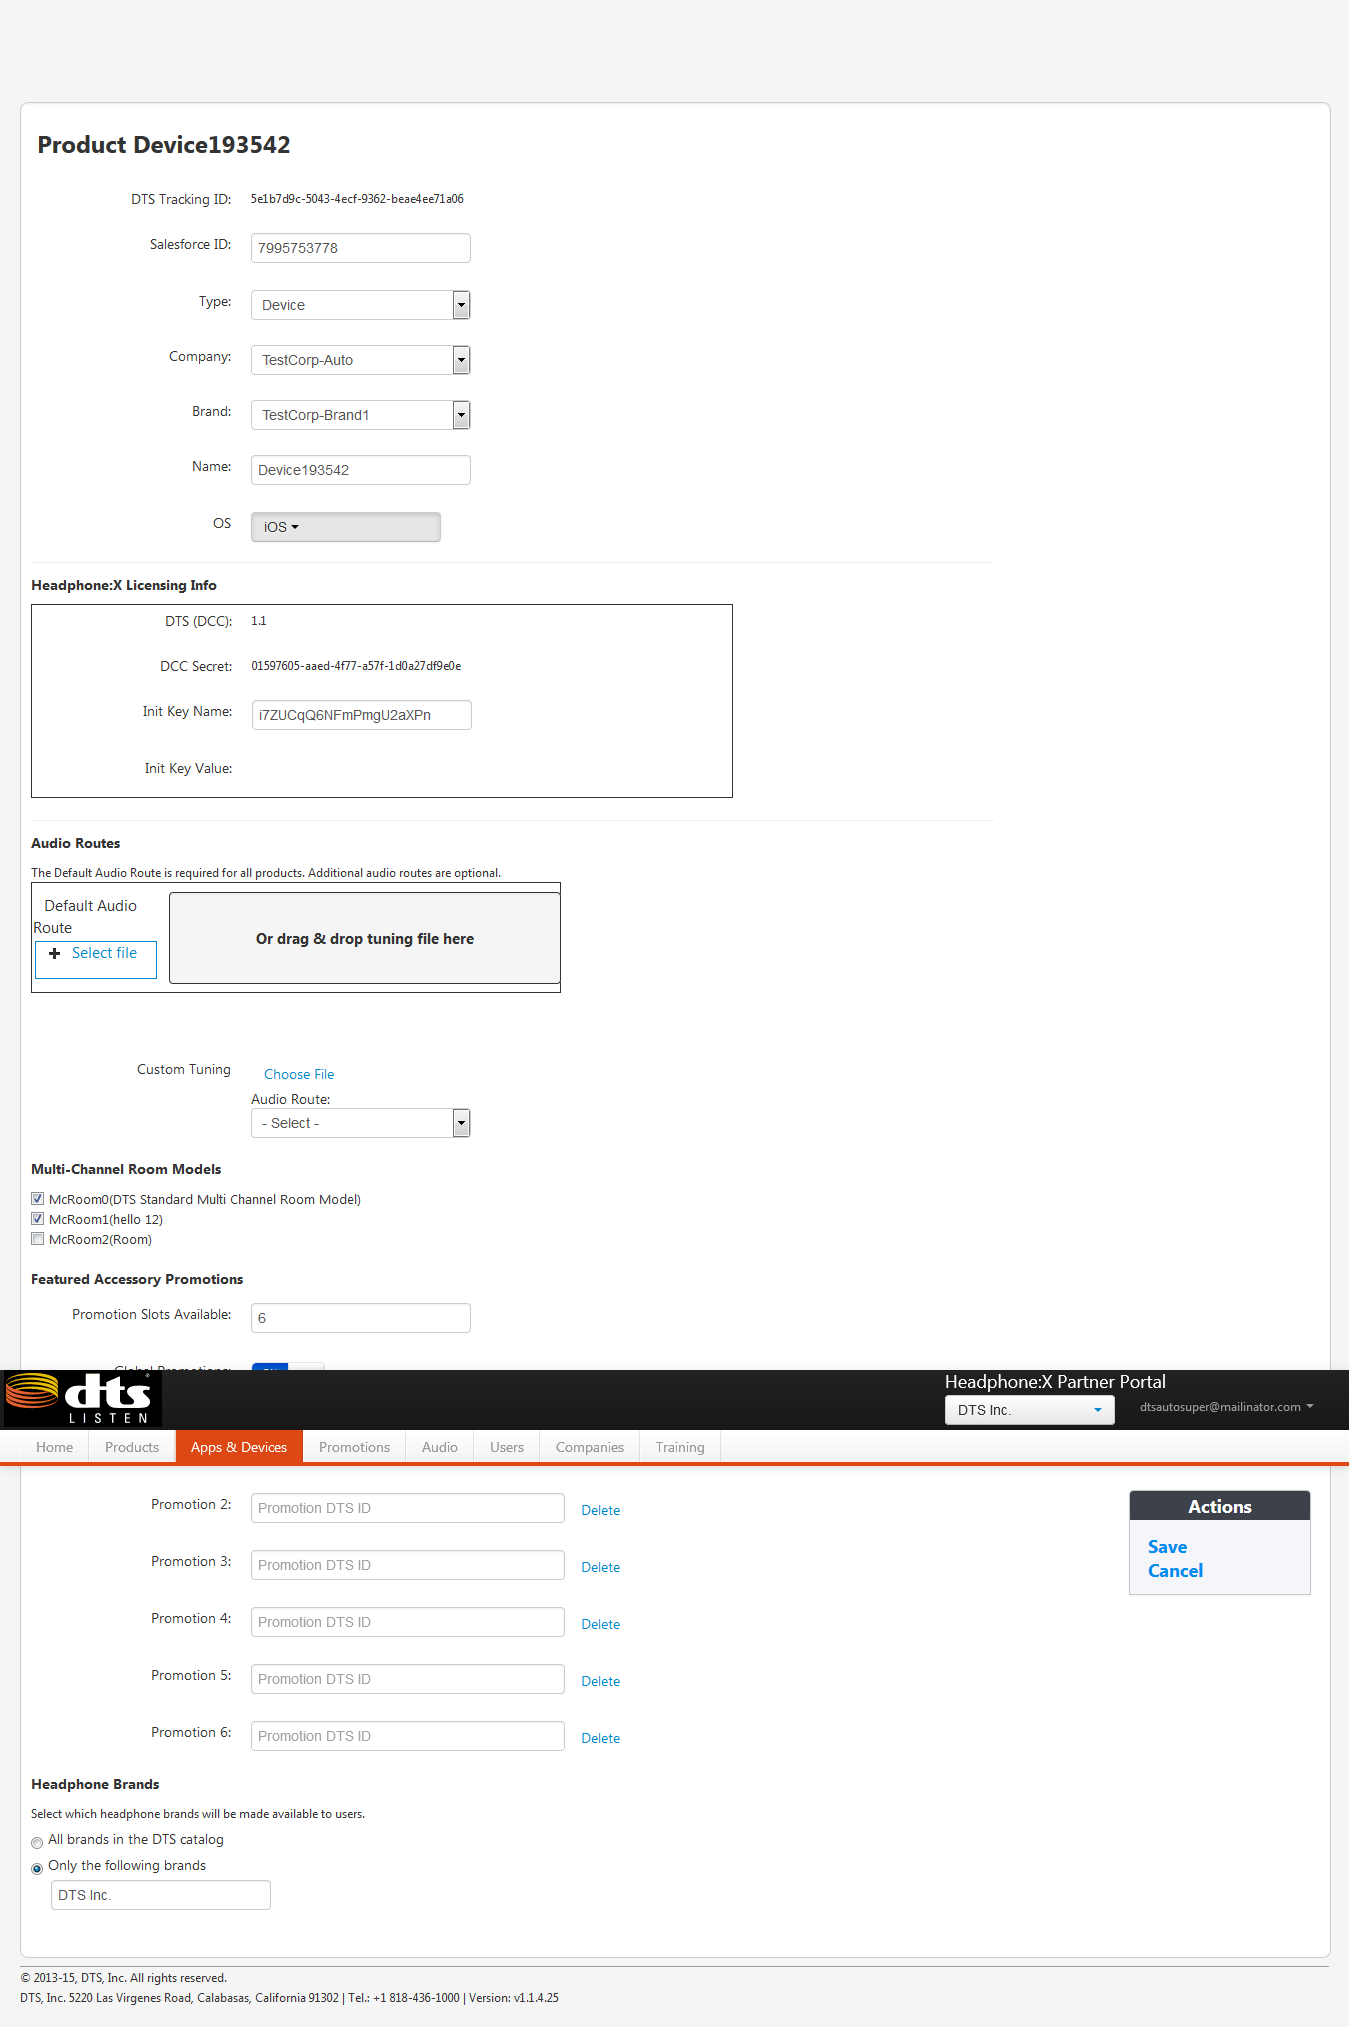 Product Device193542
DTS Tracking ID: 5e1b7d9c-5043-4ecf-9362-beae4ee71a06
Salesforce ID: 7995753778
Type: Device
Company: TestCorp-Auto
Brand: TestCorp-Brand1
Name: Device193542
OS iOS
Headphone:X Licensing Info
DTS (DCC): 1.1
DCC Secret: 01597605-aaed-4f77-a57f-1d0a27df9e0e
Init Key Name: i7ZUCqQ6NFmPmgU2aXPn
Init Key Value:
Audio Routes
The Default Audio Route is required for all products. Additional audio routes are optional.
Default Audio
Route
Select file
Or drag & drop tuning file here
Custom Tuning Choose File
Audio Route:
- Select -
Multi-Channel Room Models
McRoom0(DTS Standard Multi Channel Room Model)
McRoom1(hello 12)
McRoom2(Room)
Featured Accessory Promotions
Promotion Slots Available: 6
Global Promotions:
dts
LISTEN
Headphone:X Partner Portal
DTS Inc. dtsautosuper@mailinator.com
Home Products Apps & Devices Promotions Audio Users Companies Training
Promotion 2: Promotion DTS ID Delete
Promotion 3: Promotion DTS ID Delete
Promotion 4: Promotion DTS ID Delete
Promotion 5: Promotion DTS ID Delete
Promotion 6: Promotion DTS ID Delete
Actions
Save
Cancel
Headphone Brands
Select which headphone brands will be made available to users.
All brands in the DTS catalog
Only the following brands
DTS Inc.
© 2013-15, DTS, Inc. All rights reserved.
DTS, Inc. 5220 Las Virgenes Road, Calabasas, California 91302 | Tel.: +1 818-436-1000 | Version: v1.1.4.25